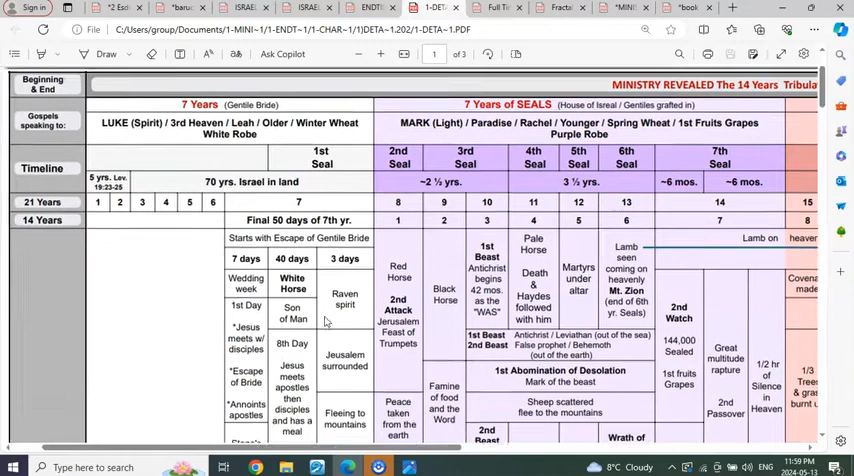 Sign in
*2 Esd
*baruc
ISRAEL
ISRAEL
ENDTIM
1-DETA
Full Tim
Fractal
*MINIS
*book
File
C:/Users/group/Documents/1-MINI~1/1-ENDT~1/1-CHAR~1/1)DETA~1.202/1-DETA~1.PDF
Draw
Ask Copilot
1
of 3
Beginning
& End
MINISTRY REVEALED The 14 Years Tribula
Gospels
speaking to:
7 Years (Gentile Bride)
LUKE (Spirit) / 3rd Heaven / Leah / Older / Winter Wheat
White Robe
7 Years of SEALS (House of Isreal / Gentiles grafted in)
MARK (Light) / Paradise / Rachel / Younger / Spring Wheat / 1st Fruits Grapes
Purple Robe
Timeline
1st
Seal
2nd
Seal
3rd
Seal
4th
Seal
5th
Seal
6th
Seal
7th
Seal
5 yrs. Lev.
19:23-25
70 yrs. Israel in land
~2 ½ yrs.
3 ½ yrs.
~6 mos.
~6 mos.
21 Years
1 2 3 4 5 6 7 8 9 10 11 12 13 14 15
14 Years
Final 50 days of 7th yr.
1 2 3 4 5 6 7 8
Starts with Escape of Gentile Bride
7 days
40 days
3 days
Wedding
week
1st Day
*Jesus
meets w/
disciples
*Escape
of Bride
*Annoints
apostles
White
Horse
Son
of Man
8th Day
Jesus
meets
apostles
then
disciples
and has a
meal
Raven
spirit
Jeusalem
surrounded
Fleeing to
mountains
Red
Horse
2nd
Attack
Jerusalem
Feast of
Trumpets
Peace
taken
from the
earth
Black
Horse
Famine
of food
and the
Word
1st
Beast
Antichrist
begins
42 mos.
as the
"WAS"
Pale
Horse
Death
&
Haydes
followed
with him
Martyrs
under
altar
Lamb
seen
coming on
heavenly
Mt. Zion
(end of 6th
yr. Seals)
1st Beast Antichrist / Leviathan (out of the sea)
2nd Beast False prophet / Behemoth
(out of the earth)
1st Abomination of Desolation
Mark of the beast
Sheep scattered
flee to the mountains
2nd
Beast
Wrath of
Lamb on
heaven
2nd
Watch
144,000
Sealed
1st fruits
Grapes
Great
multitude
rapture
2nd
Passover
1/2 hr
of
Silence
in
Heaven
Covena
made
1/3
Trees
& gras
burnt u
Type here to search
8°C Cloudy
ENG
11:59 PM
2024-05-13